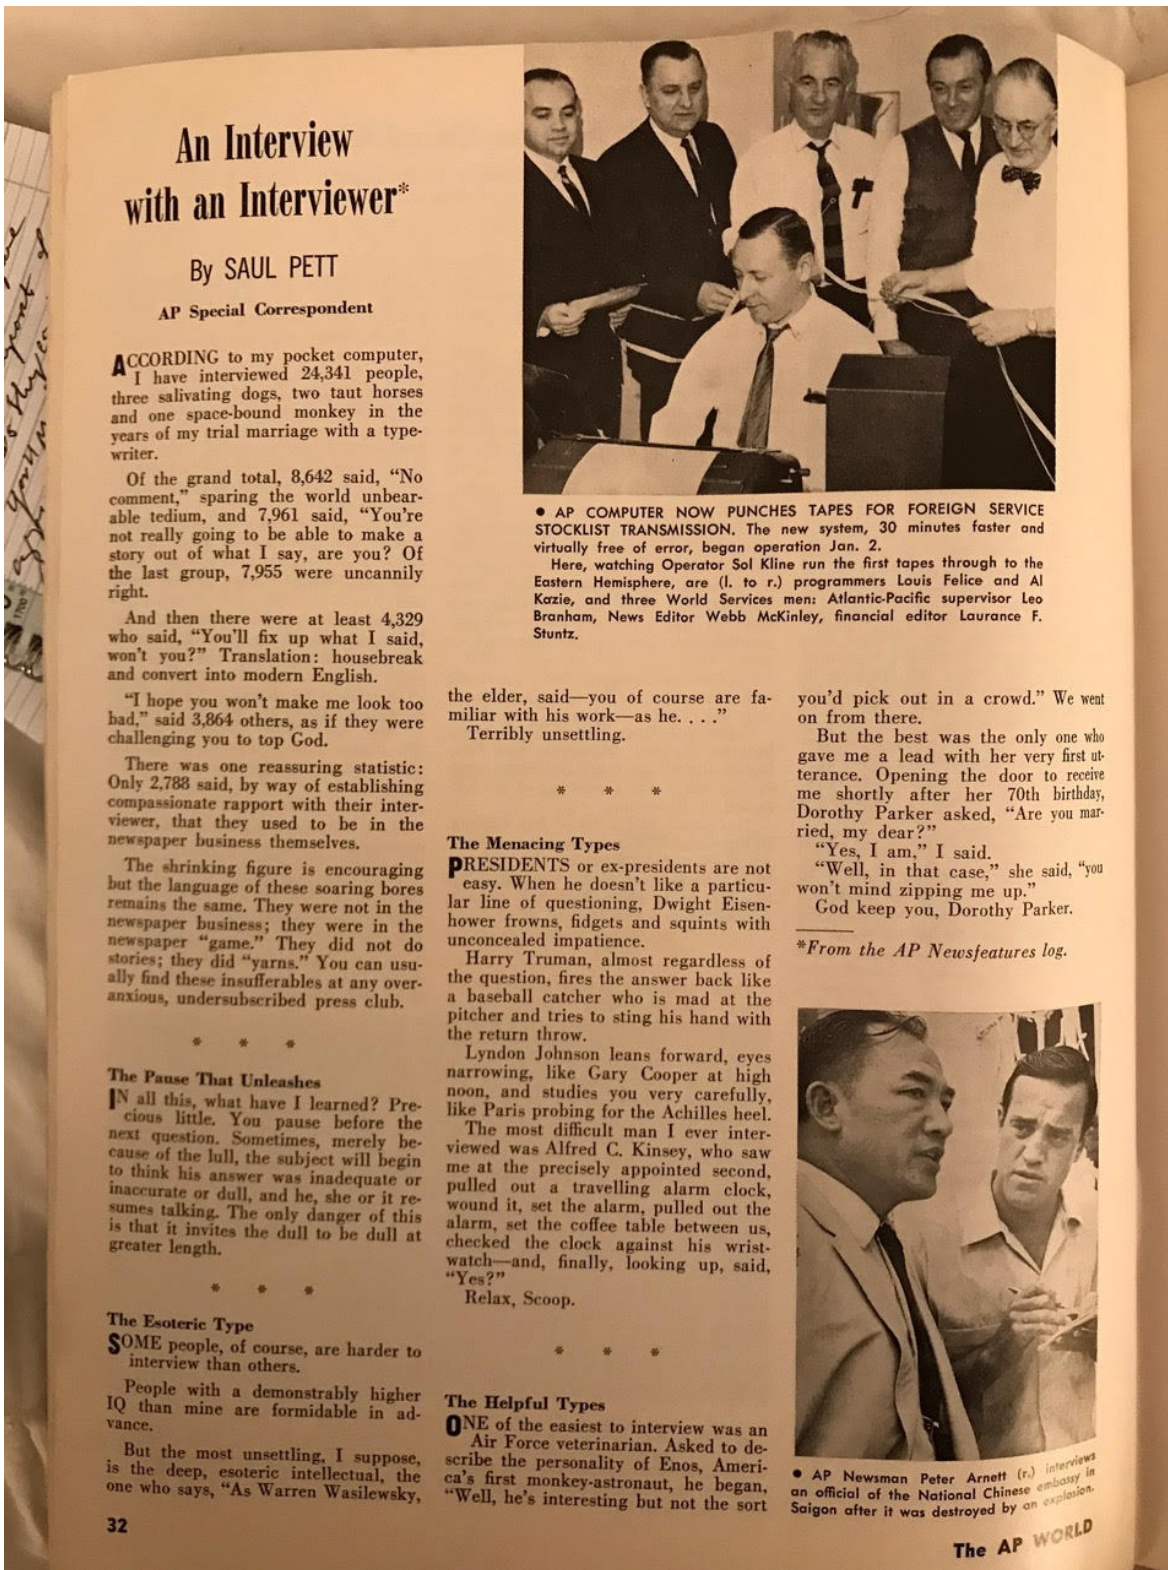 An Interview
with an Interviewer*
By SAUL PETT
AP Special Correspondent
ACCORDING to my pocket computer,
I have interviewed 24,341 people,
three salivating dogs, two taut horses
and one space-bound monkey in the
years of my trial marriage with a type-
writer.
Of the grand total, 8,642 said, “No
comment,” sparing the world unbear-
able tedium, and 7,961 said, “You're
not really going to be able to make a
story out of what I say, are you? Of
the last group, 7,955 were uncannily
right.
And then there were at least 4,329
who said, “You'll fix up what I said,
won't you?” Translation: housebreak
and convert into modern English.
“I hope you won't make me look too
bad,” said 3,864 others, as if they were
challenging you to top God.
There was one reassuring statistic:
Only 2,788 said, by way of establishing
compassionate rapport with their inter-
viewer, that they used to be in the
newspaper business themselves.
The shrinking figure is encouraging
but the language of these soaring bores
remains the same. They were not in the
newspaper business; they were in the
newspaper “game.” They did not do
stories; they did “yarns.” You can usu-
ally find these insufferables at any over-
anxious, undersubscribed press club.
* * *
The Pause That Unleashes
IN all this, what have I learned? Pre-
cious little. You pause before the
next question. Sometimes, merely be-
cause of the lull, the subject will begin
to think his answer was inadequate or
inaccurate or dull, and he, she or it re-
sumes talking. The only danger of this
is that it invites the dull to be dull at
greater length.
* * *
The Esoteric Type
SOME people, of course, are harder to
interview than others.
People with a demonstrably higher
IQ than mine are formidable in ad-
vance.
But the most unsettling, I suppose,
is the deep, esoteric intellectual, the
one who says, “As Warren Wasilewsky,
● AP COMPUTER NOW PUNCHES TAPES FOR FOREIGN SERVICE
STOCKLIST TRANSMISSION. The new system, 30 minutes faster and
virtually free of error, began operation Jan. 2.
Here, watching Operator Sol Kline run the first tapes through to the
Eastern Hemisphere, are (l. to r.) programmers Louis Felice and Al
Kazie, and three World Services men: Atlantic-Pacific supervisor Leo
Branham, News Editor Webb McKinley, financial editor Laurance F.
Stuntz.
the elder, said—you of course are fa-
miliar with his work—as he. . . .”
Terribly unsettling.
* * *
The Menacing Types
PRESIDENTS or ex-presidents are not
easy. When he doesn't like a particu-
lar line of questioning, Dwight Eisen-
hower frowns, fidgets and squints with
unconcealed impatience.
Harry Truman, almost regardless of
the question, fires the answer back like
a baseball catcher who is mad at the
pitcher and tries to sting his hand with
the return throw.
Lyndon Johnson leans forward, eyes
narrowing, like Gary Cooper at high
noon, and studies you very carefully,
like Paris probing for the Achilles heel.
The most difficult man I ever inter-
viewed was Alfred C. Kinsey, who saw
me at the precisely appointed second,
pulled out a travelling alarm clock,
wound it, set the alarm, pulled out the
alarm, set the coffee table between us,
checked the clock against his wrist-
watch—and, finally, looking up, said,
“Yes?”
Relax, Scoop.
* * *
The Helpful Types
ONE of the easiest to interview was an
Air Force veterinarian. Asked to de-
scribe the personality of Enos, Ameri-
ca's first monkey-astronaut, he began,
“Well, he's interesting but not the sort
you'd pick out in a crowd.” We went
on from there.
But the best was the only one who
gave me a lead with her very first ut-
terance. Opening the door to receive
me shortly after her 70th birthday,
Dorothy Parker asked, “Are you mar-
ried, my dear?”
“Yes, I am,” I said.
“Well, in that case,” she said, “you
won't mind zipping me up.”
God keep you, Dorothy Parker.
*From the AP Newsfeatures log.
● AP Newsman Peter Arnett (r.) interviews
an official of the National Chinese embassy in
Saigon after it was destroyed by an explosion.
32
The AP WORLD